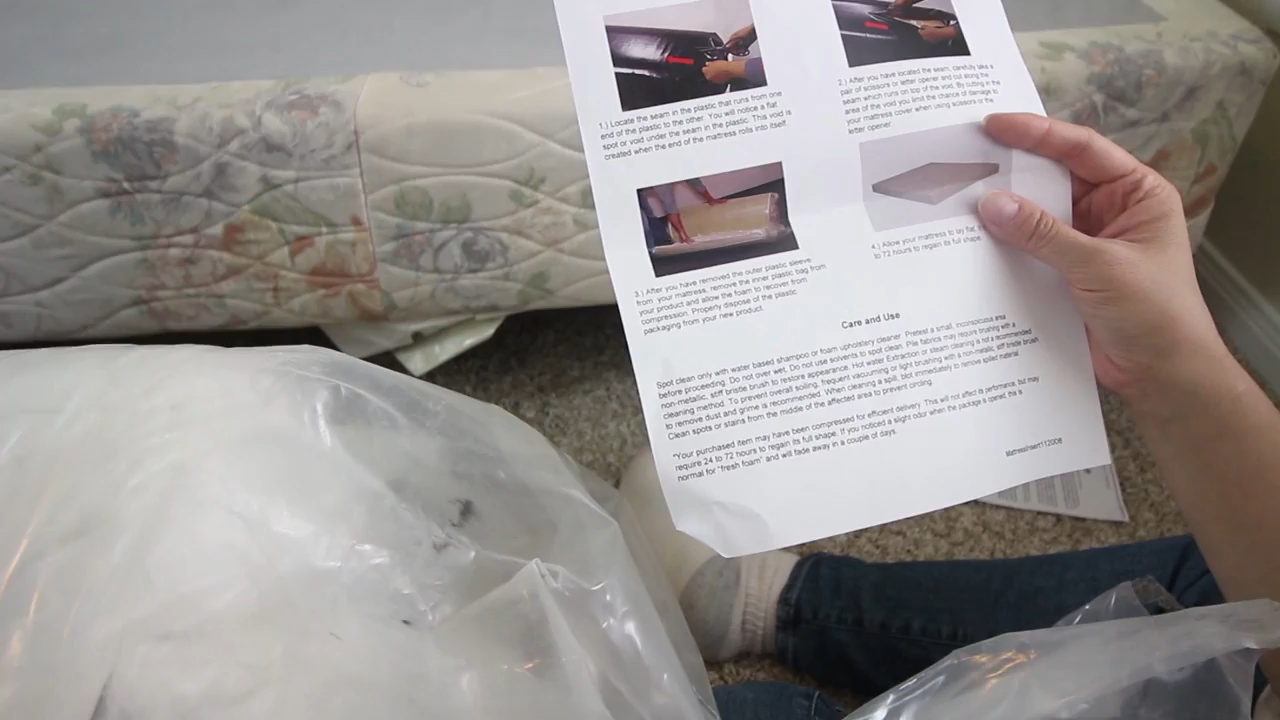 1.) Locate the seam in the plastic that runs from one
end of the plastic to the other. You will notice a flat
spot or void under the seam in the plastic. This void is
created when the end of the mattress rolls into itself.
2.) After you have located the seam, carefully take a
pair of scissors or letter opener and cut along the
seam which runs on top of the void. By cutting in the
area of the void you limit the chance of damage to
your mattress cover when using scissors or the
letter opener.
3.) After you have removed the outer plastic sleeve
from your mattress, remove the inner plastic bag from
your product and allow the foam to recover from
compression. Properly dispose of the plastic
packaging from your new product.
4.) Allow your mattress to lay flat,
to 72 hours to regain its full shape.
Care and Use
Spot clean only with water based shampoo or foam upholstery cleaner. Pretest a small, inconspicuous area
before proceeding. Do not over wet. Do not use solvents to spot clean. Pile fabrics may require brushing with a
non-metallic, stiff bristle brush to restore appearance. Hot water Extraction or steam cleaning is not a recommended
cleaning method. To prevent overall soiling, frequent vacuuming or light brushing with a non-metallic, stiff bristle brush
to remove dust and grime is recommended. When cleaning a spill, blot immediately to remove spilled material.
Clean spots or stains from the middle of the affected area to prevent circling.
*Your purchased item may have been compressed for efficient delivery. This will not affect its performance, but may
require 24 to 72 hours to regain its full shape. If you noticed a slight odor when the package is opened, this is
normal for "fresh foam" and will fade away in a couple of days.
MattressInsert112008